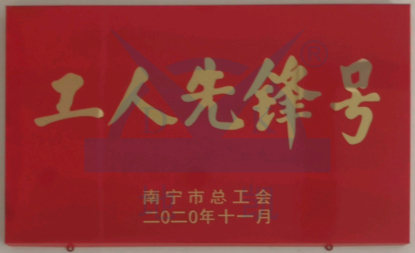 工人先锋号
南宁市总工会
二〇二〇年十一月